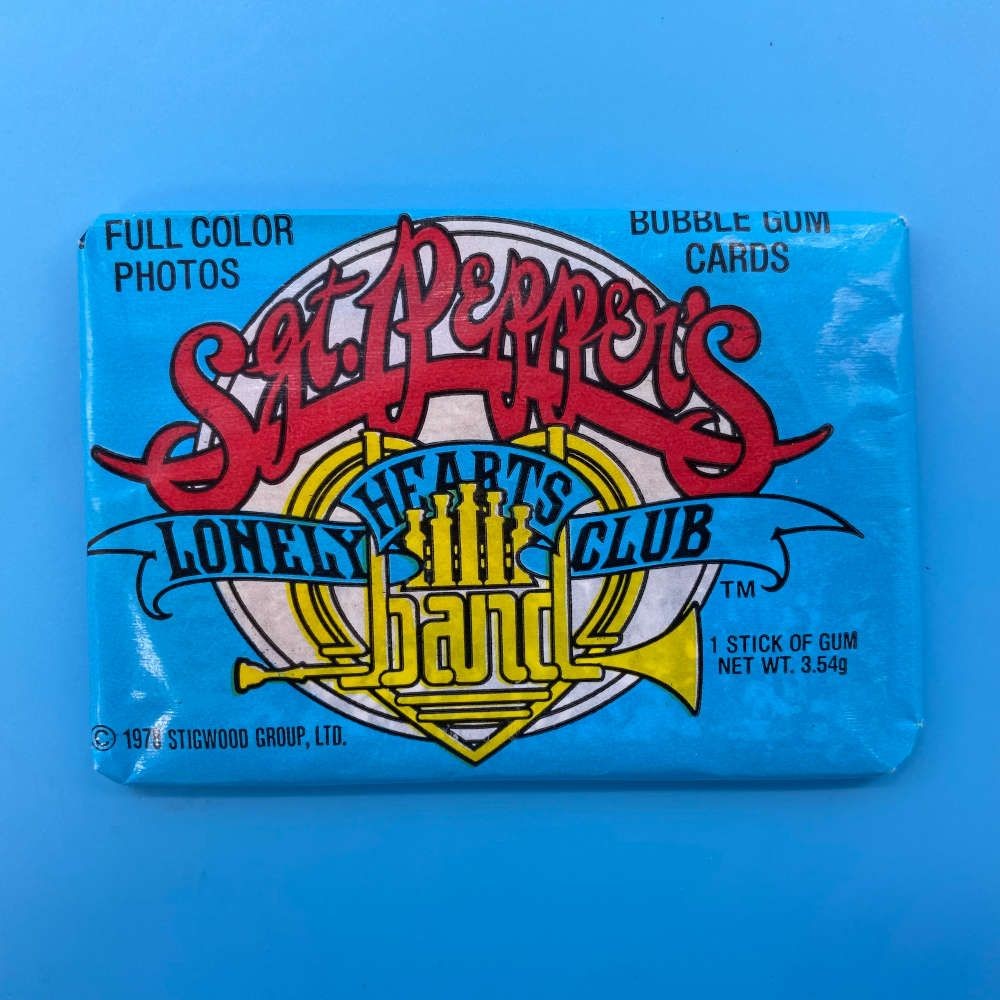 FULL COLOR
PHOTOS
BUBBLE GUM
CARDS
Sgt. Pepper's
LONELY HEARTS CLUB
band
TM
1 STICK OF GUM
NET WT. 3.54g
© 1978 STIGWOOD GROUP, LTD.